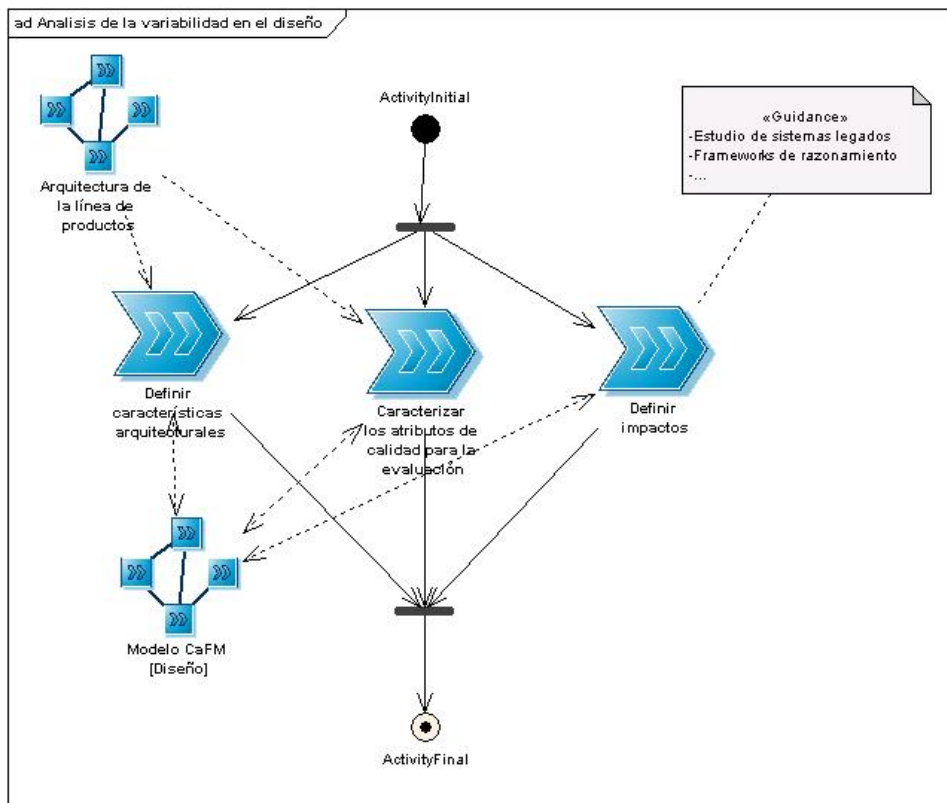 ad Analisis de la variabilidad en el diseño
ActivityInitial
«Guidance»
-Estudio de sistemas legados
-Frameworks de razonamiento
-...
Arquitectura de
la línea de
productos
Definir
características
arquitecturales
Caracterizar
los atributos de
calidad para la
evaluación
Definir
impactos
Modelo CaFM
[Diseño]
ActivityFinal